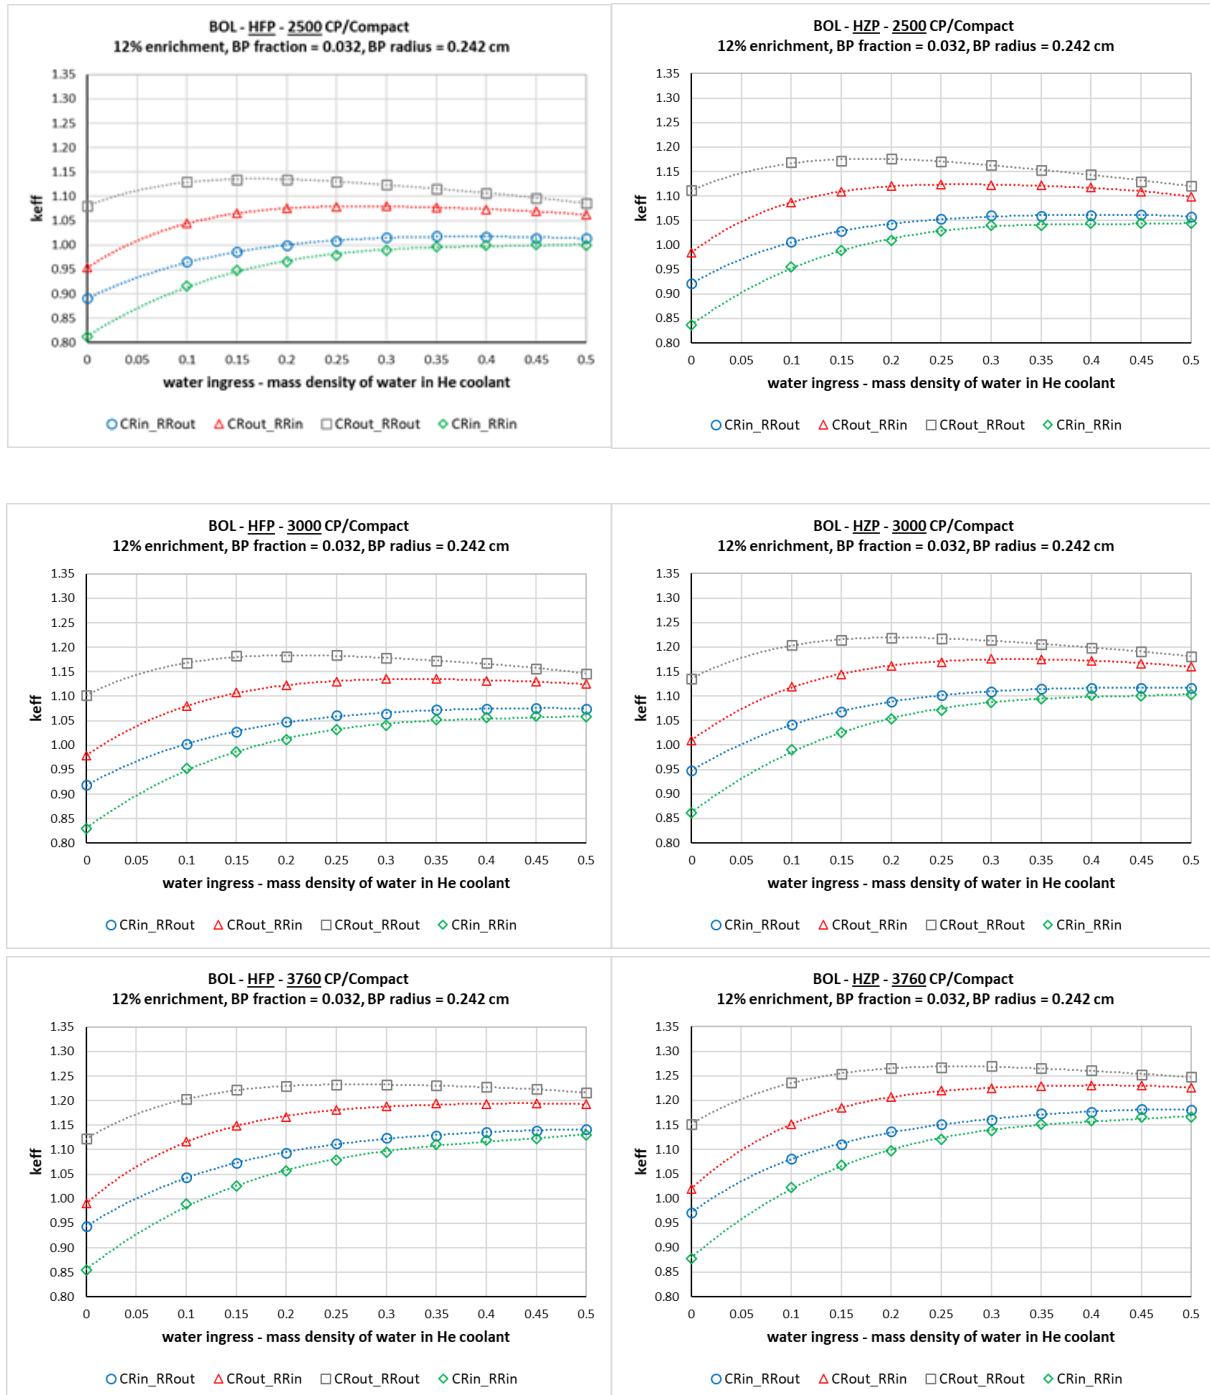 BOL - HFP - 2500 CP/Compact
12% enrichment, BP fraction = 0.032, BP radius = 0.242 cm
1.35
1.30
1.25
1.20
1.15
1.10
1.05
1.00
0.95
0.90
0.85
0.80
keff
0 0.05 0.1 0.15 0.2 0.25 0.3 0.35 0.4 0.45 0.5
water ingress - mass density of water in He coolant
CRin_RRout CRout_RRin CRout_RRout CRin_RRin
BOL - HZP - 2500 CP/Compact
12% enrichment, BP fraction = 0.032, BP radius = 0.242 cm
1.35
1.30
1.25
1.20
1.15
1.10
1.05
1.00
0.95
0.90
0.85
0.80
keff
0 0.05 0.1 0.15 0.2 0.25 0.3 0.35 0.4 0.45 0.5
water ingress - mass density of water in He coolant
CRin_RRout CRout_RRin CRout_RRout CRin_RRin
BOL - HFP - 3000 CP/Compact
12% enrichment, BP fraction = 0.032, BP radius = 0.242 cm
1.35
1.30
1.25
1.20
1.15
1.10
1.05
1.00
0.95
0.90
0.85
0.80
keff
0 0.05 0.1 0.15 0.2 0.25 0.3 0.35 0.4 0.45 0.5
water ingress - mass density of water in He coolant
CRin_RRout CRout_RRin CRout_RRout CRin_RRin
BOL - HZP - 3000 CP/Compact
12% enrichment, BP fraction = 0.032, BP radius = 0.242 cm
1.35
1.30
1.25
1.20
1.15
1.10
1.05
1.00
0.95
0.90
0.85
0.80
keff
0 0.05 0.1 0.15 0.2 0.25 0.3 0.35 0.4 0.45 0.5
water ingress - mass density of water in He coolant
CRin_RRout CRout_RRin CRout_RRout CRin_RRin
BOL - HFP - 3760 CP/Compact
12% enrichment, BP fraction = 0.032, BP radius = 0.242 cm
1.35
1.30
1.25
1.20
1.15
1.10
1.05
1.00
0.95
0.90
0.85
0.80
keff
0 0.05 0.1 0.15 0.2 0.25 0.3 0.35 0.4 0.45 0.5
water ingress - mass density of water in He coolant
CRin_RRout CRout_RRin CRout_RRout CRin_RRin
BOL - HZP - 3760 CP/Compact
12% enrichment, BP fraction = 0.032, BP radius = 0.242 cm
1.35
1.30
1.25
1.20
1.15
1.10
1.05
1.00
0.95
0.90
0.85
0.80
keff
0 0.05 0.1 0.15 0.2 0.25 0.3 0.35 0.4 0.45 0.5
water ingress - mass density of water in He coolant
CRin_RRout CRout_RRin CRout_RRout CRin_RRin